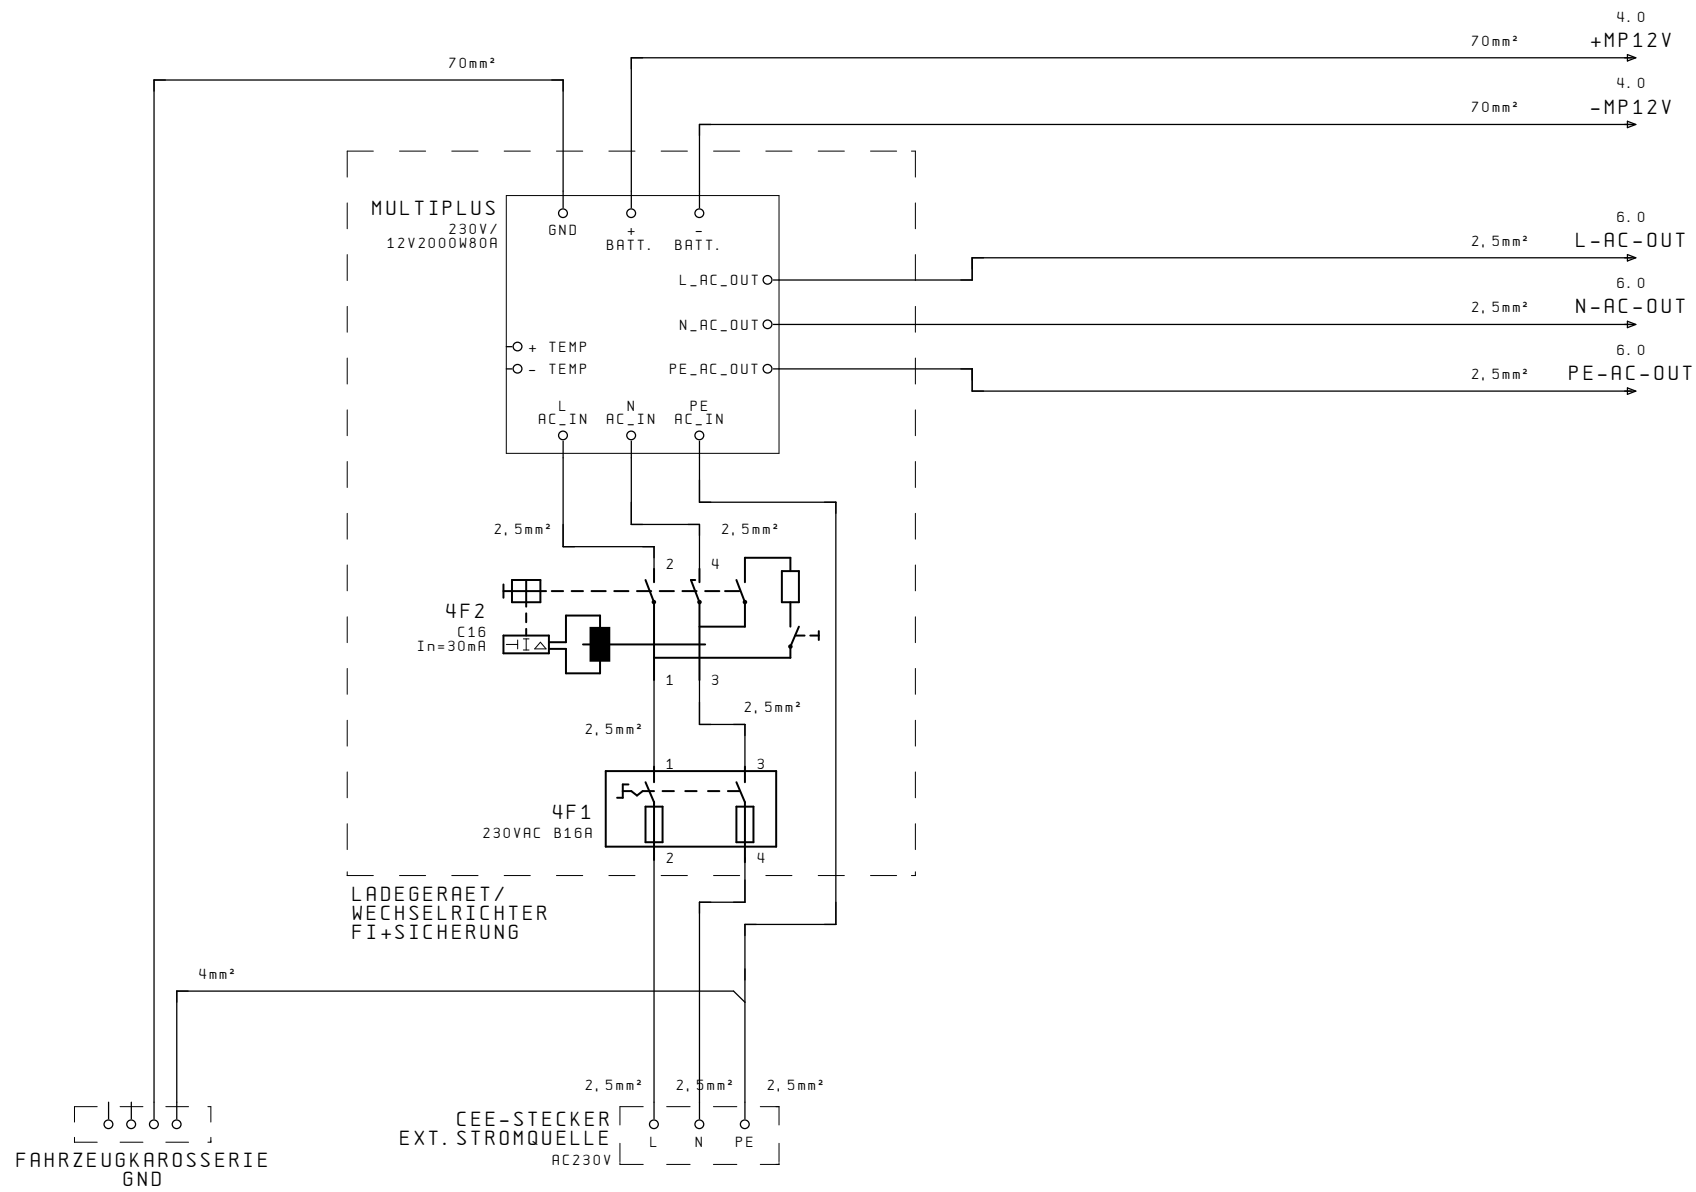 4.0
70mm² +MP12V
70mm²
4.0
70mm² -MP12V
MULTIPLUS
230V/
12V2000W80A
GND
+
BATT.
-
BATT.
6.0
2,5mm² L-AC-OUT
L_AC_OUT
6.0
2,5mm² N-AC-OUT
N_AC_OUT
+ TEMP
- TEMP
6.0
2,5mm² PE-AC-OUT
PE_AC_OUT
L
AC_IN
N
AC_IN
PE
AC_IN
2,5mm² 2,5mm²
2 4
4F2
C16
In=30mA
1 3
2,5mm²
2,5mm²
1 3
4F1
230VAC B16A
2 4
LADEGERAET/
WECHSELRICHTER
FI+SICHERUNG
4mm²
2,5mm² 2,5mm² 2,5mm²
CEE-STECKER
EXT.STROMQUELLE
AC230V
L N PE
FAHRZEUGKAROSSERIE
GND